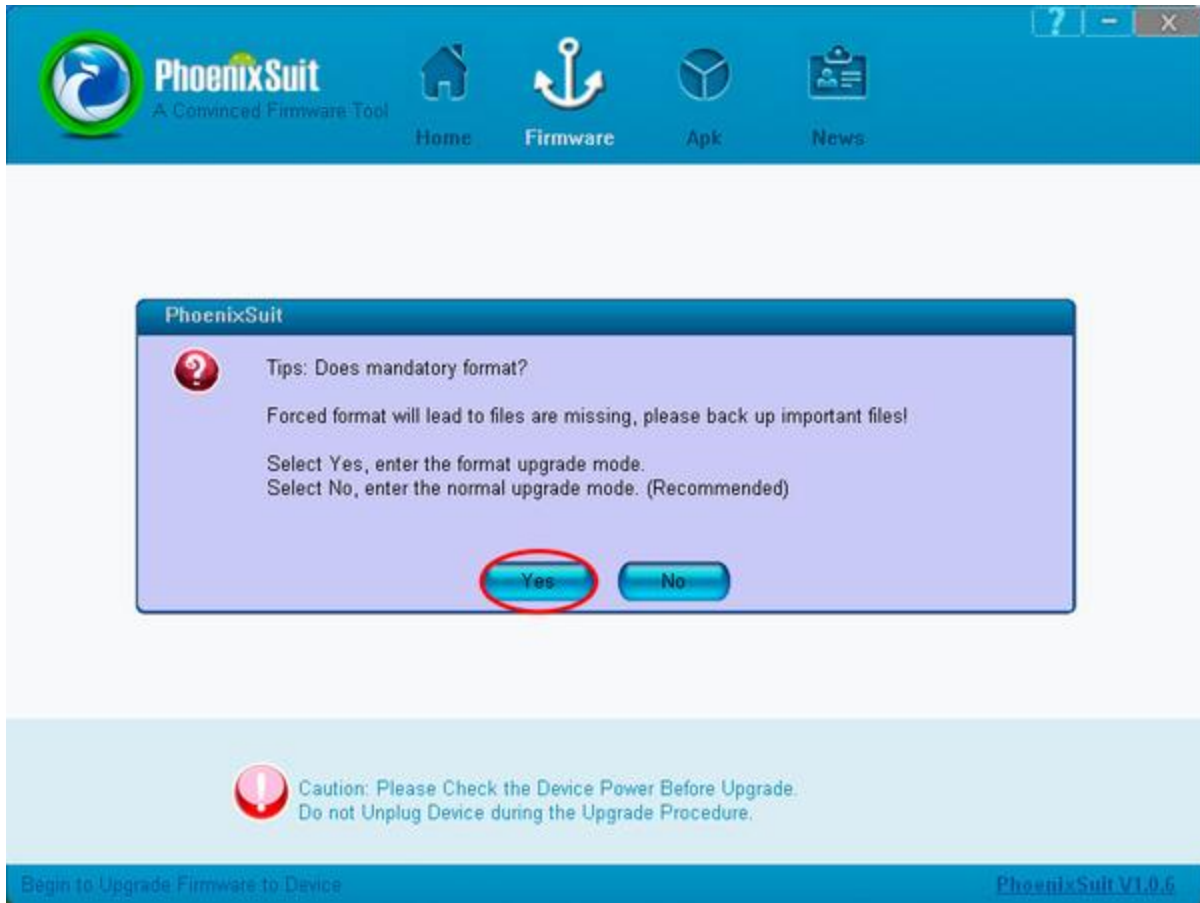 ? - X
PhoenixSuit
A Convinced Firmware Tool
Home Firmware Apk News
PhoenixSuit
? Tips: Does mandatory format?
Forced format will lead to files are missing, please back up important files!
Select Yes, enter the format upgrade mode.
Select No, enter the normal upgrade mode. (Recommended)
Yes No
! Caution: Please Check the Device Power Before Upgrade.
Do not Unplug Device during the Upgrade Procedure.
Begin to Upgrade Firmware to Device PhoenixSuit V1.0.6